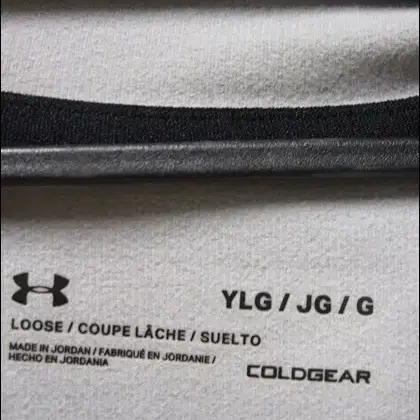 YLG / JG / G
LOOSE / COUPE LÂCHE / SUELTO
MADE IN JORDAN / FABRIQUÉ EN JORDANIE /
HECHO EN JORDANIA
COLDGEAR